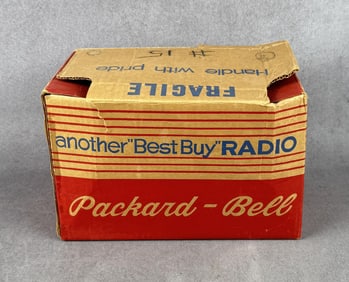 # 15
Handle with pride
FRAGILE
another "Best Buy" RADIO
Packard-Bell